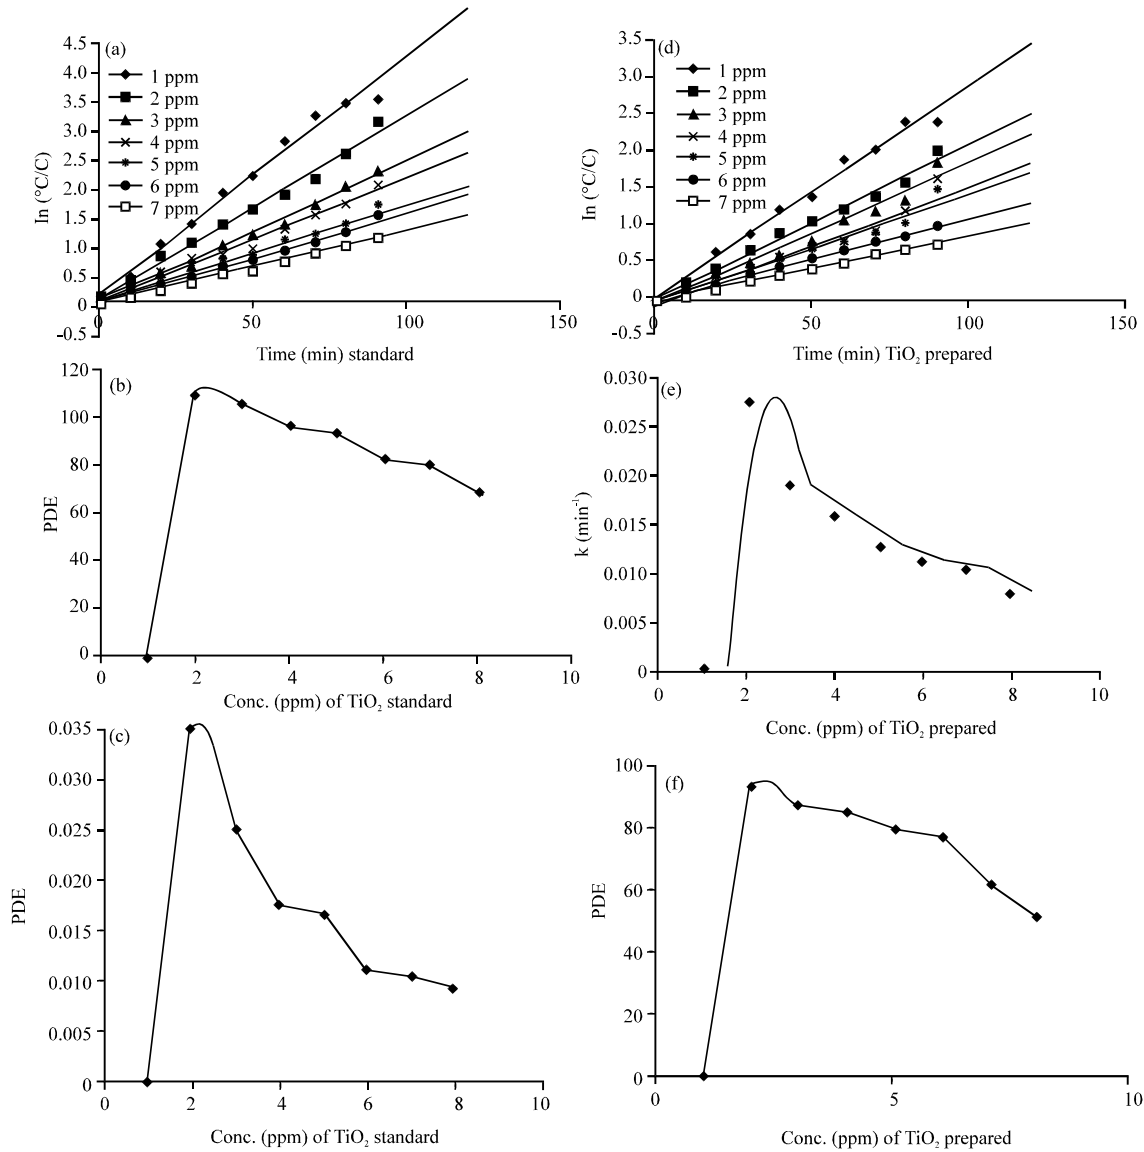 (a)
4.5
4.0
3.5
3.0
2.5
2.0
1.5
1.0
0.5
0
-0.5
ln (°C/C)
1 ppm
2 ppm
3 ppm
4 ppm
5 ppm
6 ppm
7 ppm
0 50 100 150
Time (min) standard
(d)
3.5
3.0
2.5
2.0
1.5
1.0
0.5
0
-0.5
ln (°C/C)
1 ppm
2 ppm
3 ppm
4 ppm
5 ppm
6 ppm
7 ppm
0 50 100 150
Time (min) TiO₂ prepared
(b)
120
100
80
60
40
20
0
PDE
0 2 4 6 8 10
Conc. (ppm) of TiO₂ standard
(e)
0.030
0.025
0.020
0.015
0.010
0.005
0
k (min⁻¹)
0 2 4 6 8 10
Conc. (ppm) of TiO₂ prepared
(c)
0.035
0.030
0.025
0.020
0.015
0.010
0.005
0
PDE
0 2 4 6 8 10
Conc. (ppm) of TiO₂ standard
(f)
100
80
60
40
20
0
PDE
0 5 10
Conc. (ppm) of TiO₂ prepared